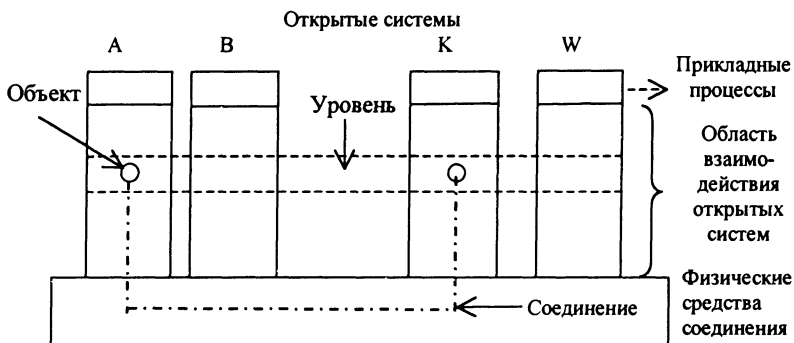 Открытые системы
A B K W
Прикладные
процессы
Объект
Уровень
Область
взаимо-
действия
открытых
систем
Физические
средства
соединения
Соединение